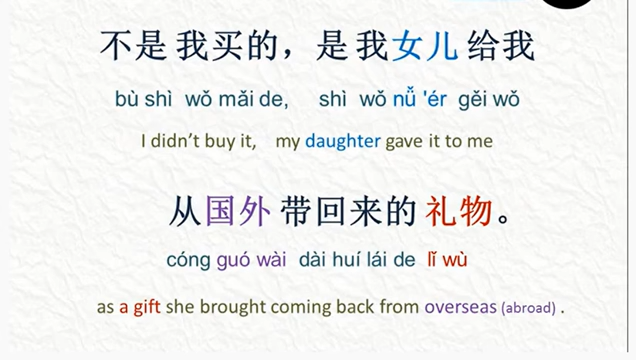 不是我买的，是我女儿给我
bù shì wǒ mǎi de, shì wǒ nǚ 'ér gěi wǒ
I didn't buy it, my daughter gave it to me
从国外带回来的礼物。
cóng guó wài dài huí lái de lǐ wù
as a gift she brought coming back from overseas (abroad) .